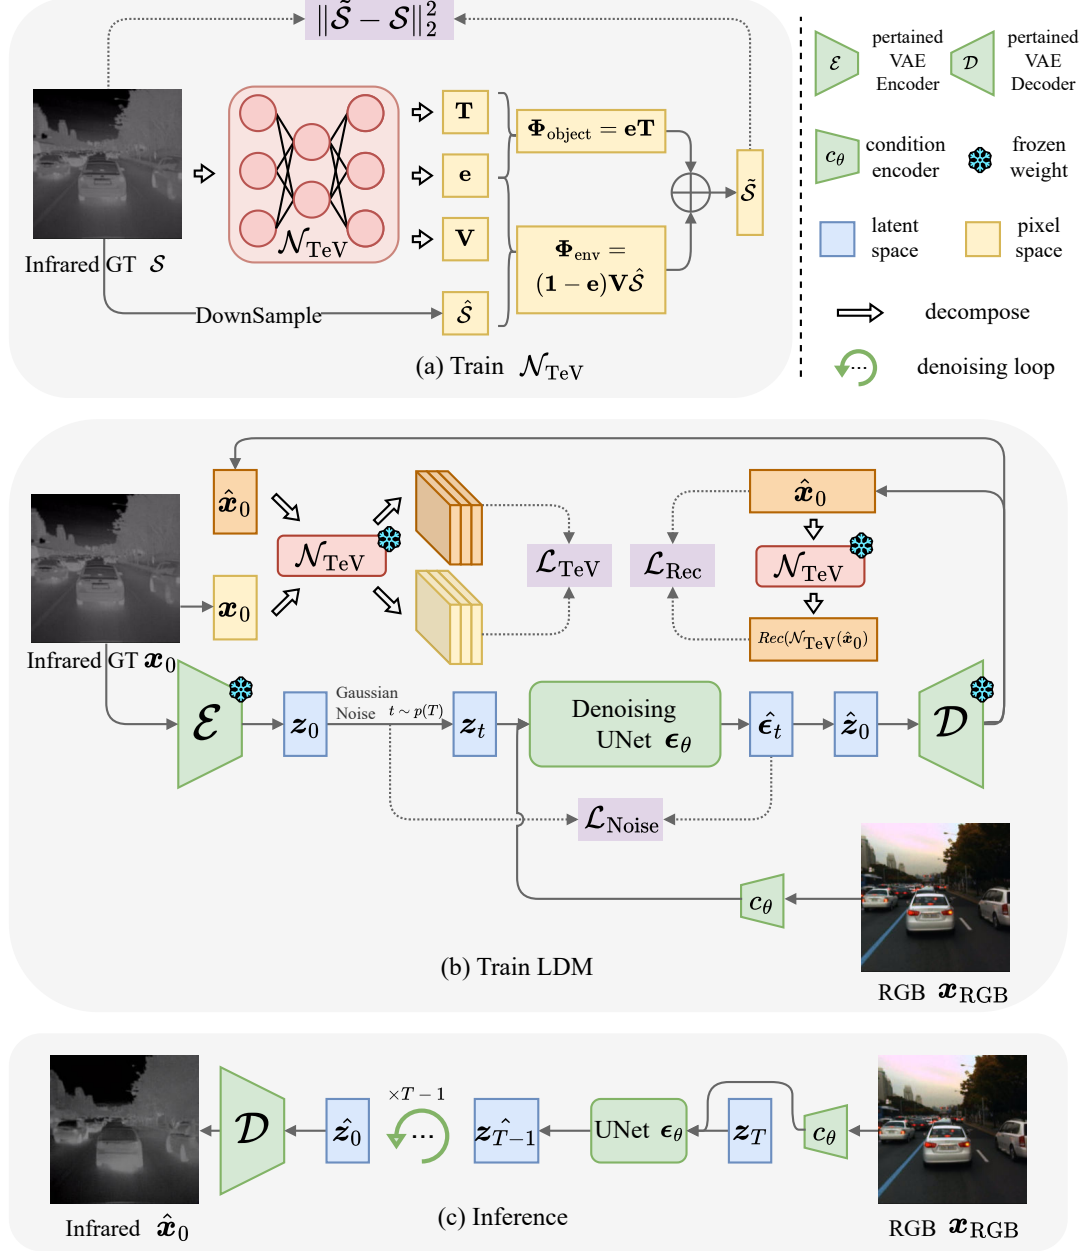 ‖S̃ − S‖₂²
Infrared GT S
𝒩_TeV
T
e
V
Ŝ
DownSample
Φ_object = eT
Φ_env =
(1 − e)VŜ
S̃
(a) Train 𝒩_TeV
ℰ
pertained
VAE
Encoder
𝒟
pertained
VAE
Decoder
c_θ
condition
encoder
frozen
weight
latent
space
pixel
space
decompose
...
denoising loop
x̂₀
x₀
Infrared GT x₀
𝒩_TeV
ℒ_TeV
ℒ_Rec
x̂₀
𝒩_TeV
Rec(𝒩_TeV(x̂₀)
ℰ
z₀
Gaussian
Noise t ∼ p(T)
z_t
Denoising
UNet ϵ_θ
ϵ̂_t
ẑ₀
𝒟
ℒ_Noise
c_θ
RGB x_RGB
(b) Train LDM
Infrared x̂₀
𝒟
ẑ₀
×T − 1
...
ẑ_{T−1}
UNet ϵ_θ
z_T
c_θ
RGB x_RGB
(c) Inference